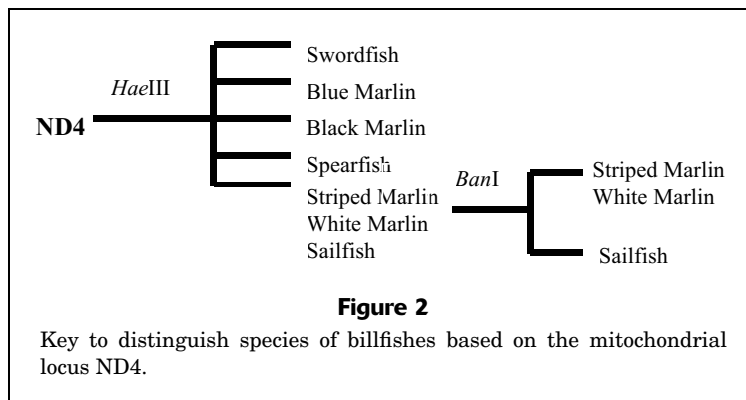 Swordfish
HaeIII
Blue Marlin
ND4
Black Marlin
Spearfish
Striped Marlin
White Marlin
Sailfish
BanI
Striped Marlin
White Marlin
Sailfish
Figure 2
Key to distinguish species of billfishes based on the mitochondrial
locus ND4.